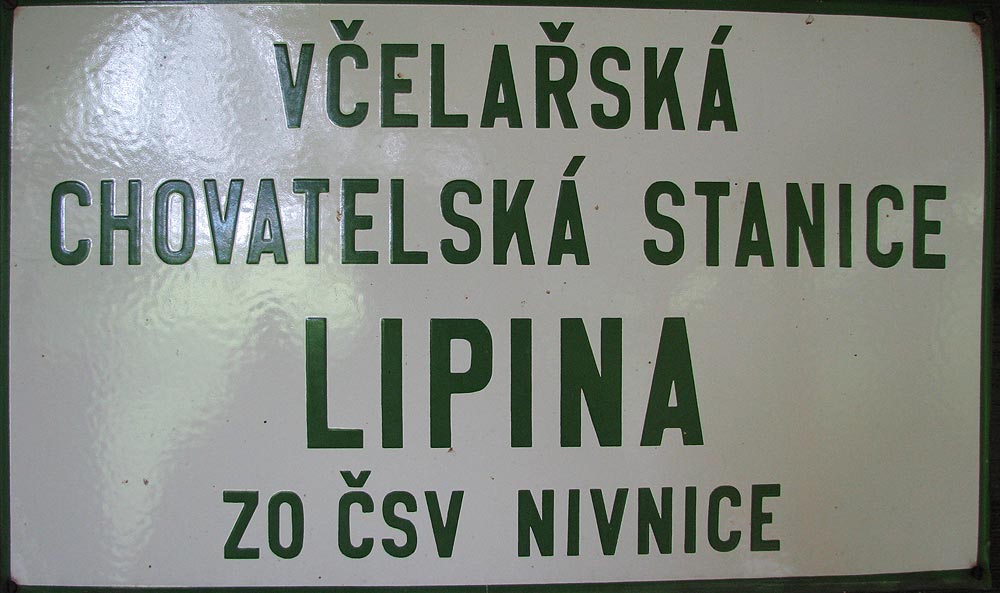 VČELAŘSKÁ
CHOVATELSKÁ STANICE
LIPINA
ZO ČSV NIVNICE